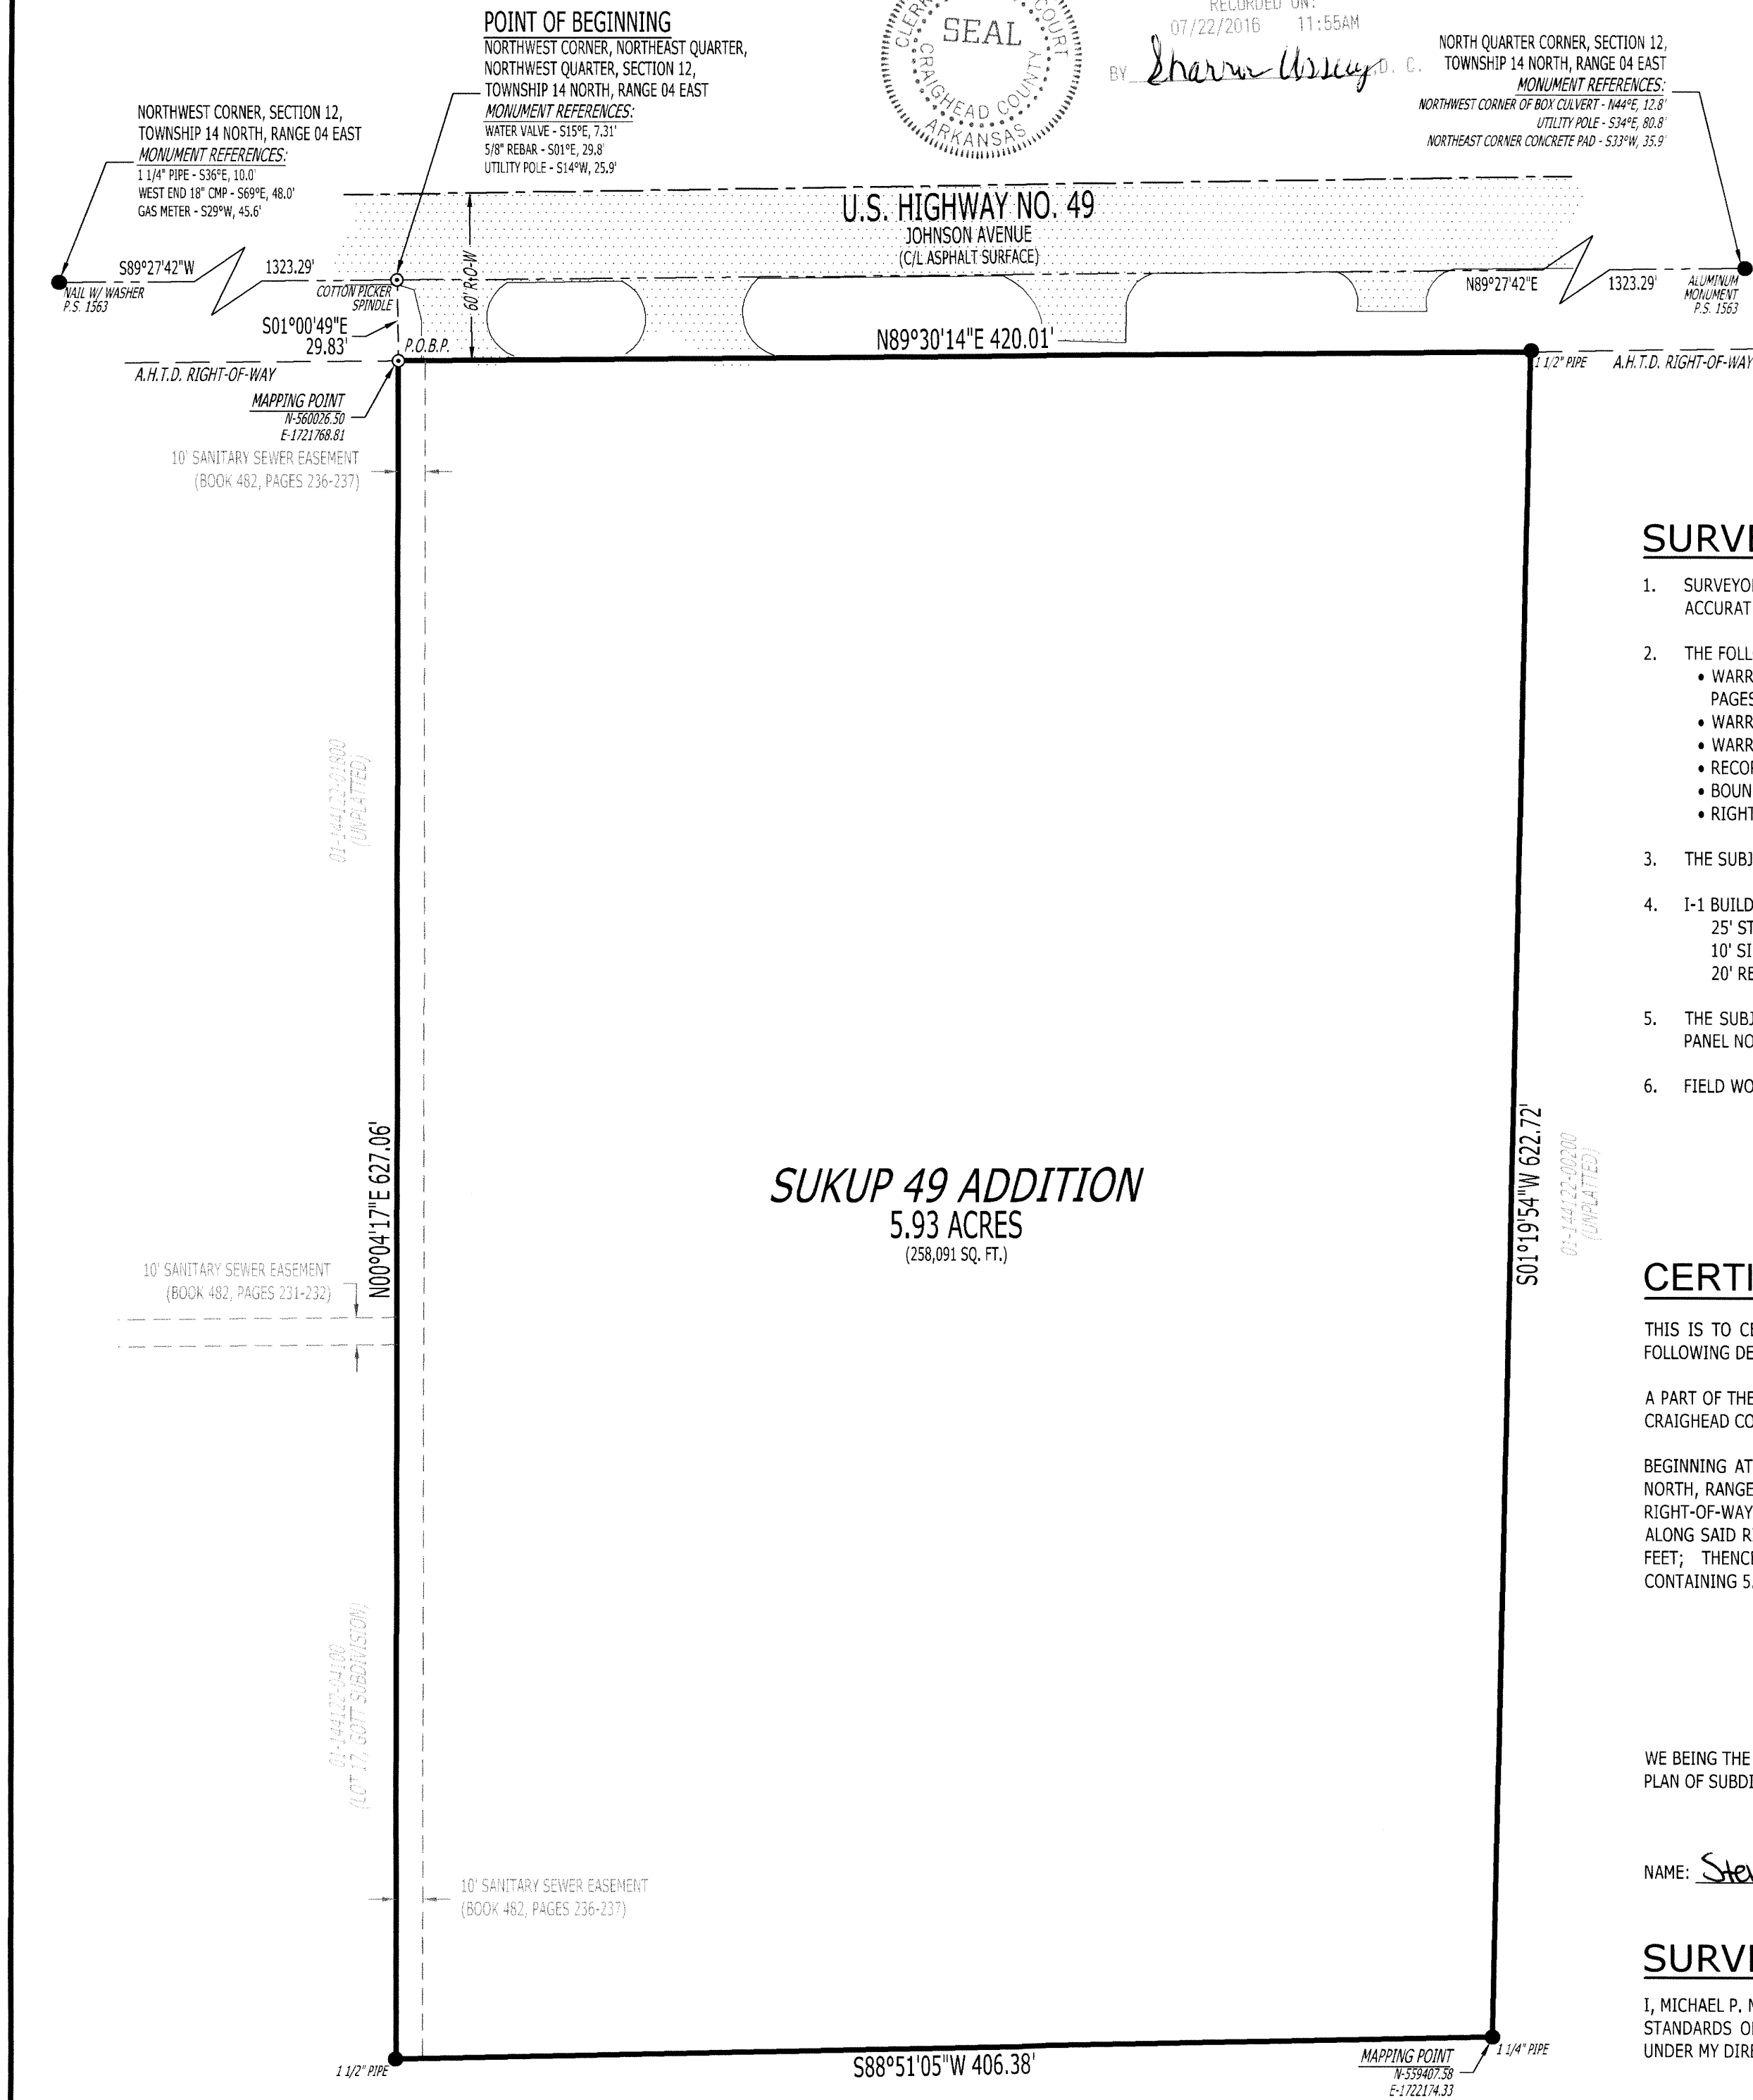 POINT OF BEGINNING
NORTHWEST CORNER, NORTHEAST QUARTER,
NORTHWEST QUARTER, SECTION 12,
TOWNSHIP 14 NORTH, RANGE 04 EAST
MONUMENT REFERENCES:
WATER VALVE - S15°E, 7.31'
5/8" REBAR - S01°E, 29.8'
UTILITY POLE - S14°W, 25.9'
NORTHWEST CORNER, SECTION 12,
TOWNSHIP 14 NORTH, RANGE 04 EAST
MONUMENT REFERENCES:
1 1/4" PIPE - S36°E, 10.0'
WEST END 18" CMP - S69°E, 48.0'
GAS METER - S29°W, 45.6'
SEAL
COURT
CRAIGHEAD COUNTY
ARKANSAS
RECORDED ON:
07/22/2016 11:55AM
BY Sharon D. C.
NORTH QUARTER CORNER, SECTION 12,
TOWNSHIP 14 NORTH, RANGE 04 EAST
MONUMENT REFERENCES:
NORTHWEST CORNER OF BOX CULVERT - N44°E, 12.8'
UTILITY POLE - S34°E, 80.8'
NORTHEAST CORNER CONCRETE PAD - S33°W, 35.9'
U.S. HIGHWAY NO. 49
JOHNSON AVENUE
(C/L ASPHALT SURFACE)
S89°27'42"W 1323.29'
NAIL W/ WASHER
P.S. 1563
COTTON PICKER
SPINDLE
60' R-O-W
N89°27'42"E 1323.29'
ALUMINUM
MONUMENT
P.S. 1563
S01°00'49"E
29.83'
P.O.B.P.
N89°30'14"E 420.01'
A.H.T.D. RIGHT-OF-WAY
1 1/2" PIPE
A.H.T.D. RIGHT-OF-WAY
MAPPING POINT
N-560026.50
E-1721768.81
10' SANITARY SEWER EASEMENT
(BOOK 482, PAGES 236-237)
01-144122-01800
(UNPLATTED)
N00°04'17"E 627.06'
SUKUP 49 ADDITION
5.93 ACRES
(258,091 SQ. FT.)
S01°19'54"W 622.72'
01-144122-00200
(UNPLATTED)
10' SANITARY SEWER EASEMENT
(BOOK 482, PAGES 231-232)
01-144122-04100
(LOT 17, GOTT SUBDIVISION)
10' SANITARY SEWER EASEMENT
(BOOK 482, PAGES 236-237)
1 1/2" PIPE
S88°51'05"W 406.38'
MAPPING POINT
N-559407.58
E-1722174.33
1 1/4" PIPE
SURVE
1. SURVEYO
ACCURAT
2. THE FOLL
• WARR
PAGES
• WARR
• WARR
• RECO
• BOUN
• RIGHT
3. THE SUBJ
4. I-1 BUILD
25' ST
10' SI
20' RE
5. THE SUBJ
PANEL NO
6. FIELD WO
CERTI
THIS IS TO CE
FOLLOWING DE
A PART OF THE
CRAIGHEAD CO
BEGINNING AT
NORTH, RANGE
RIGHT-OF-WAY
ALONG SAID R
FEET; THENC
CONTAINING 5.
WE BEING THE
PLAN OF SUBDI
NAME: Stev
SURVE
I, MICHAEL P. M
STANDARDS O
UNDER MY DIRE